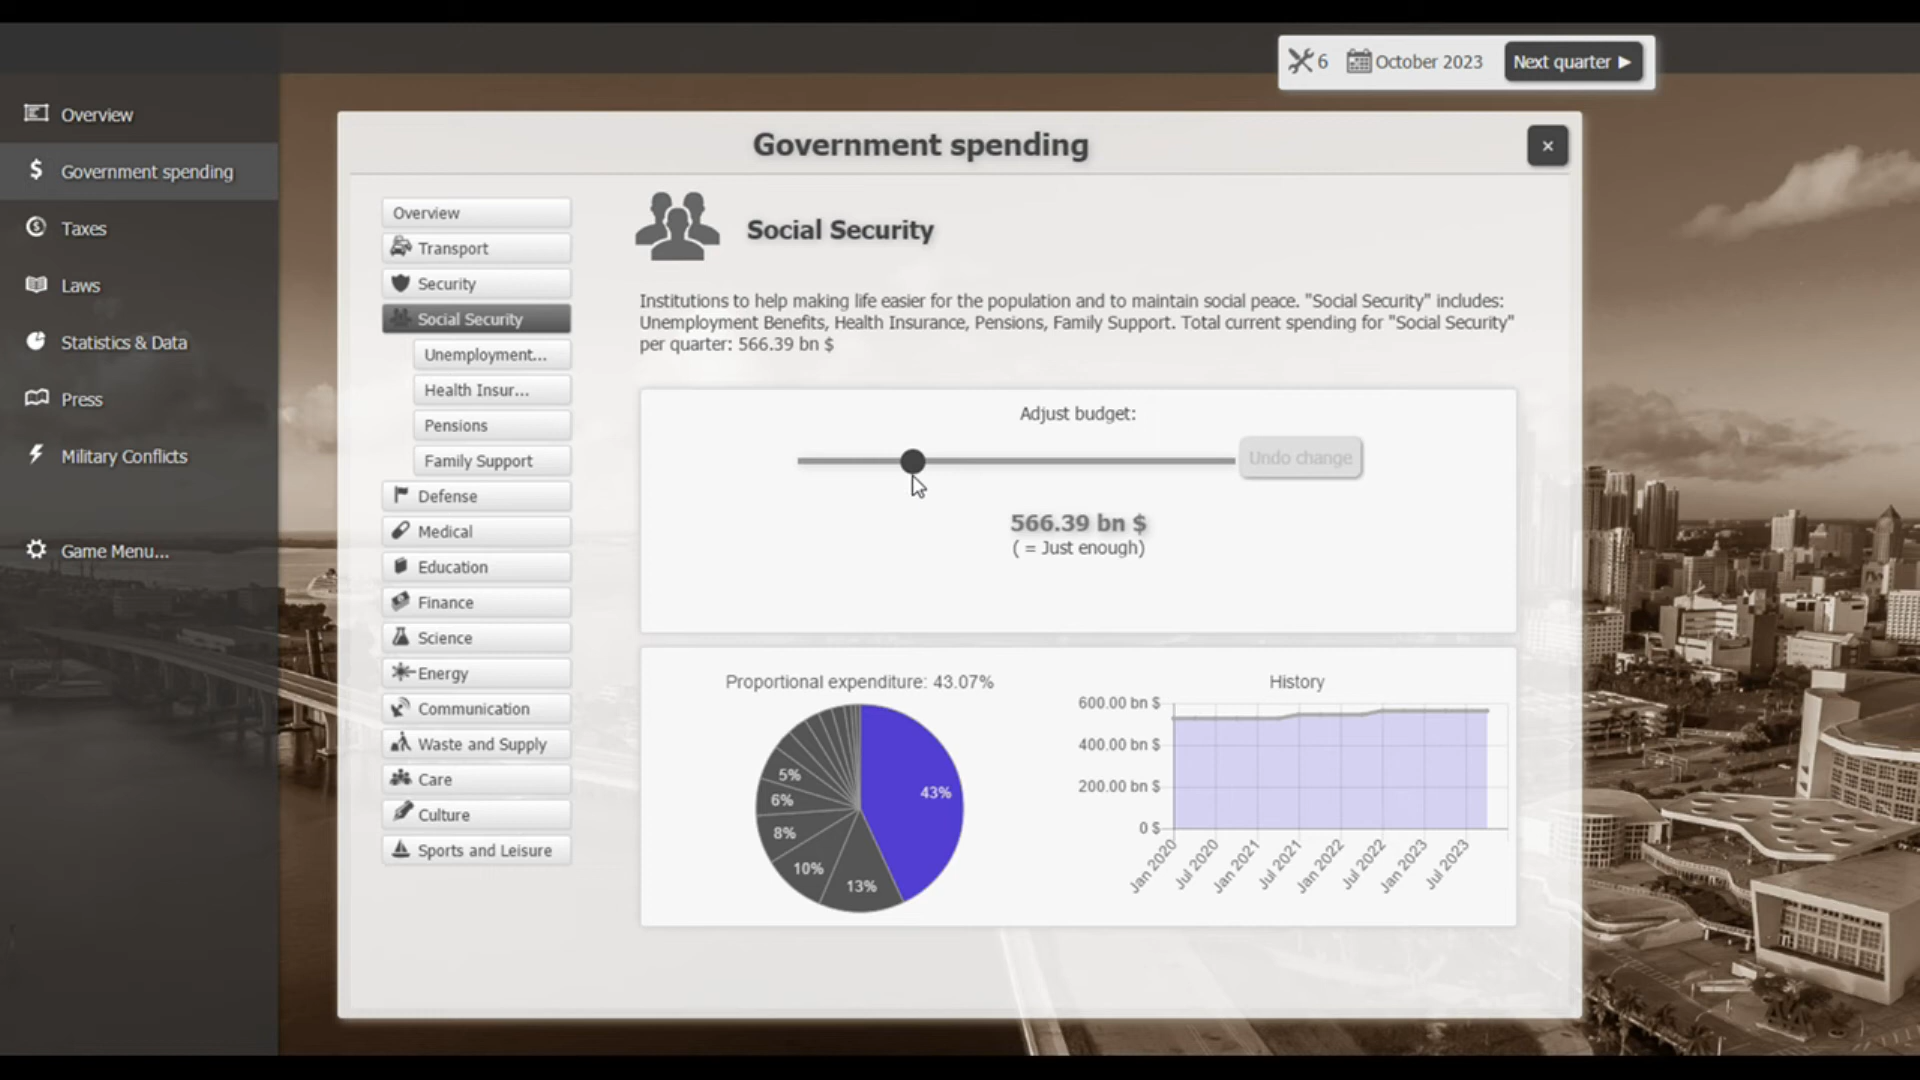 6 October 2023 Next quarter ▶
Overview
Government spending
Taxes
Laws
Statistics & Data
Press
Military Conflicts
Game Menu...
Government spending
×
Overview
Transport
Security
Social Security
Unemployment...
Health Insur...
Pensions
Family Support
Defense
Medical
Education
Finance
Science
Energy
Communication
Waste and Supply
Care
Culture
Sports and Leisure
Social Security
Institutions to help making life easier for the population and to maintain social peace. "Social Security" includes:
Unemployment Benefits, Health Insurance, Pensions, Family Support. Total current spending for "Social Security"
per quarter: 566.39 bn $
Adjust budget:
Undo change
566.39 bn $
( = Just enough)
Proportional expenditure: 43.07%
43%
5%
6%
8%
10%
13%
History
600.00 bn $
400.00 bn $
200.00 bn $
0 $
Jan 2020 Jul 2020 Jan 2021 Jul 2021 Jan 2022 Jul 2022 Jan 2023 Jul 2023